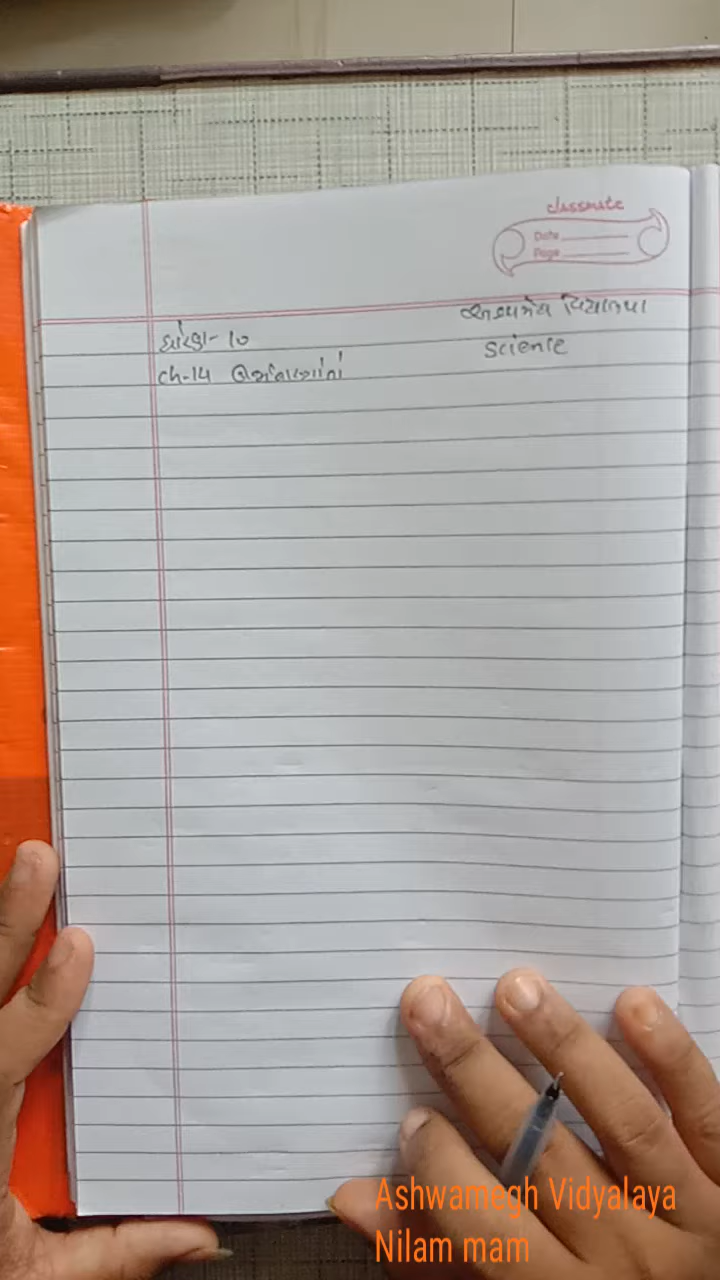 classmate
Date
Page
અશ્વમેઘ વિદ્યાલય
ધોરણ-10
Science
ch-14 ઊર્જાના સ્ત્રોતો
Ashwamegh Vidyalaya
Nilam mam